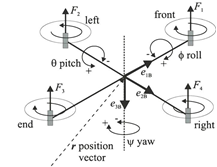 F₂
left
front
F₁
θ pitch
-
+
e₁B
-
ϕ roll
+
F₃
e₃B
e₂B
F₄
end
-
+
ψ yaw
right
r position
vector